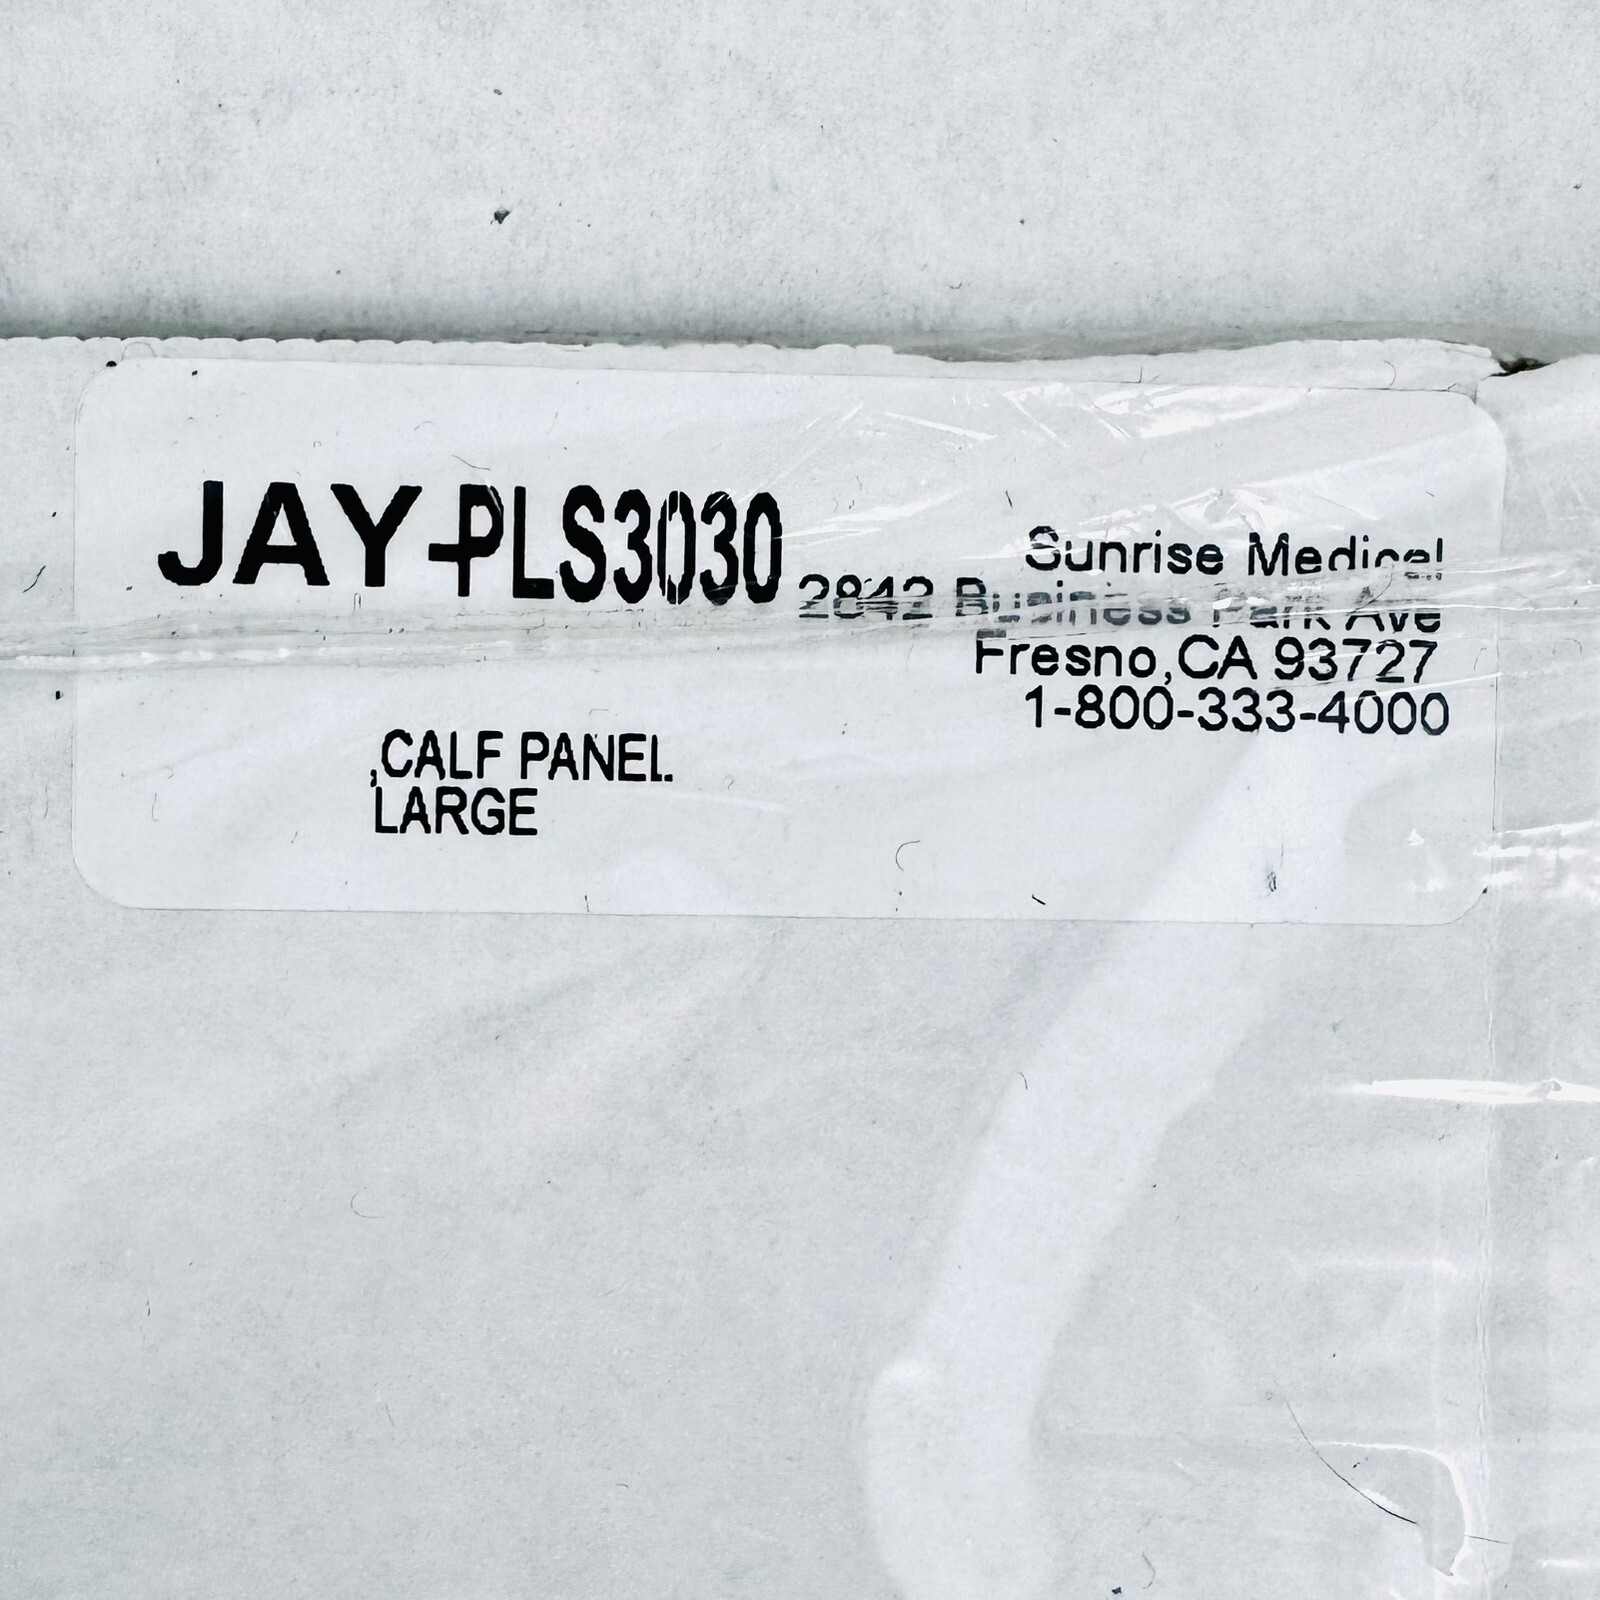 JAY-PLS3030
Sunrise Medical
2842 Business Park Ave
Fresno,CA 93727
1-800-333-4000
,CALF PANEL.
LARGE